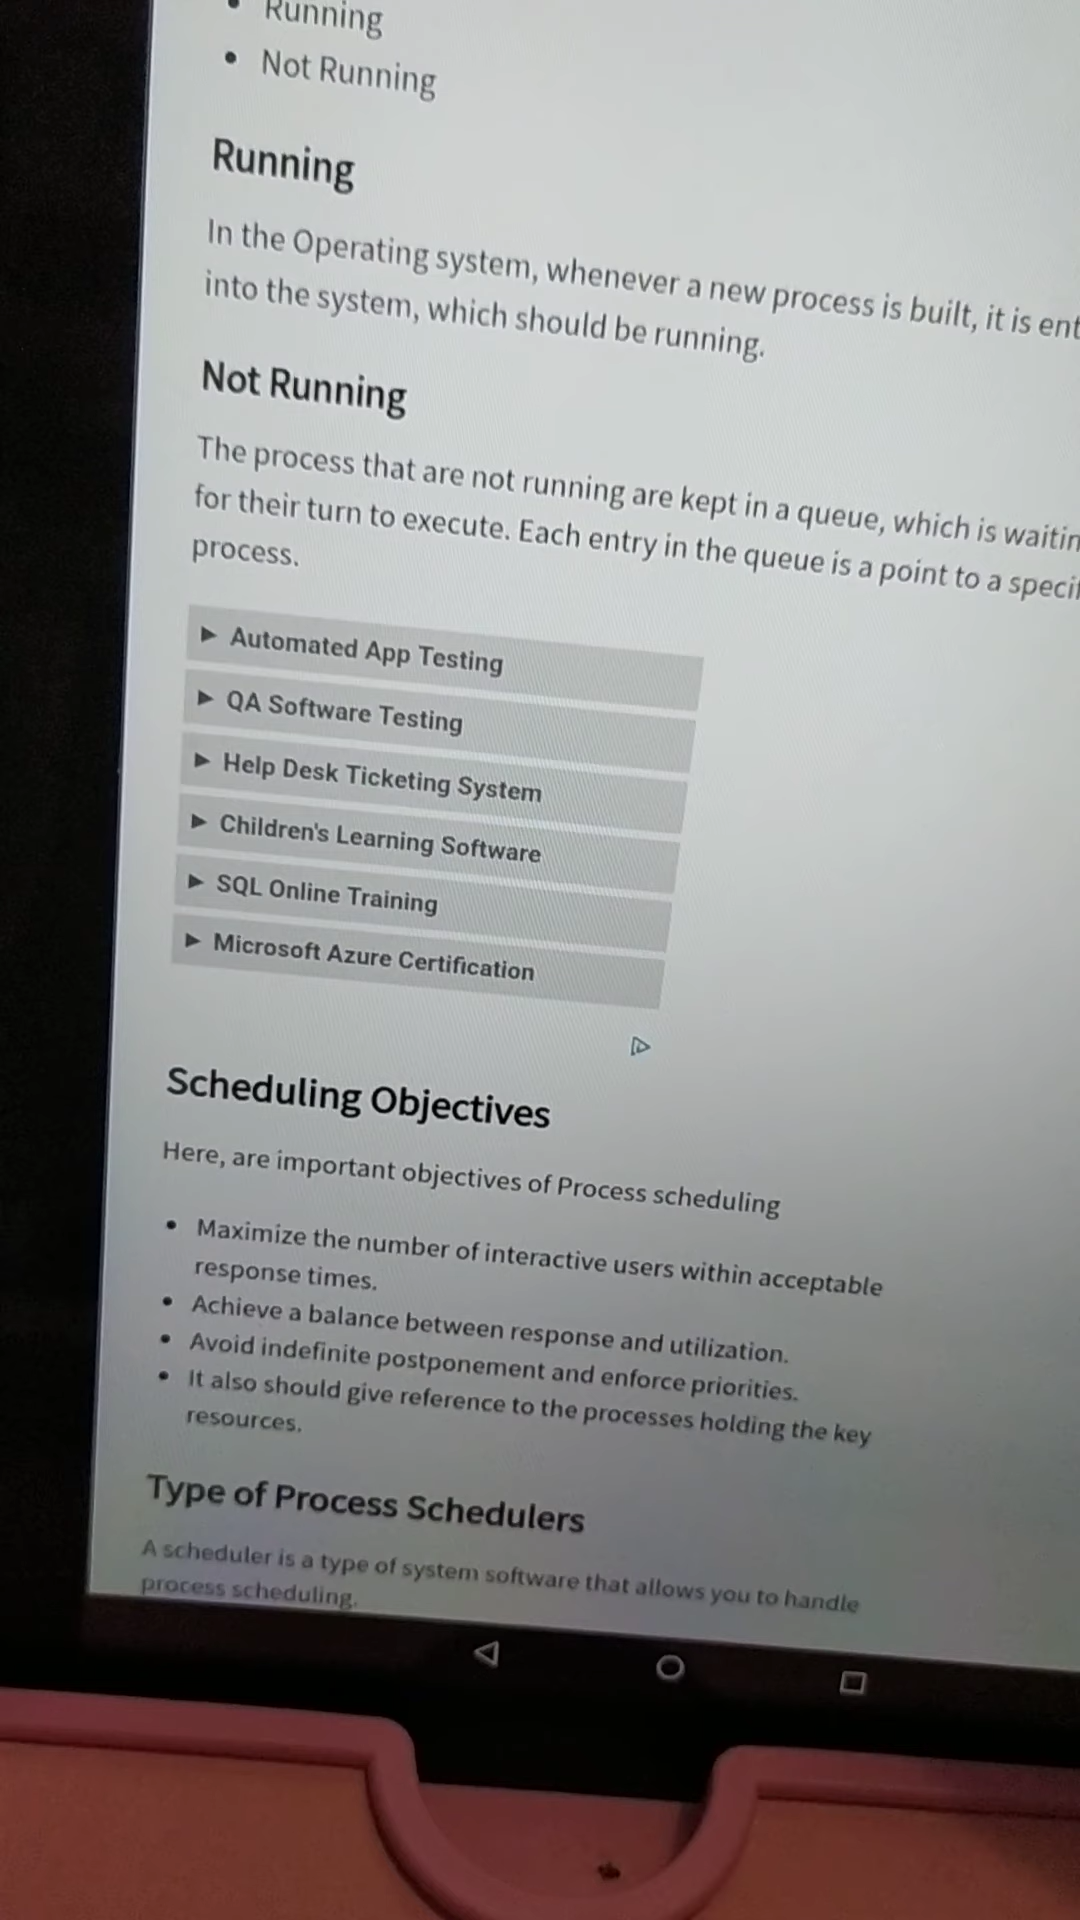 Running
Not Running
Running
In the Operating system, whenever a new process is built, it is
into the system, which should be running.
Not Running
The process that are not running are kept in a queue, which is
for their turn to execute. Each entry in the queue is a point to a
process.
Automated App Testing
QA Software Testing
Help Desk Ticketing System
Children's Learning Software
SQL Online Training
Microsoft Azure Certification
Scheduling Objectives
Here, are important objectives of Process scheduling
Maximize the number of interactive users within acceptable
response times.
Achieve a balance between response and utilization.
Avoid indefinite postponement and enforce priorities.
It also should give reference to the processes holding the key
resources.
Type of Process Schedulers
A scheduler is a type of system software that allows you to handle
process scheduling.